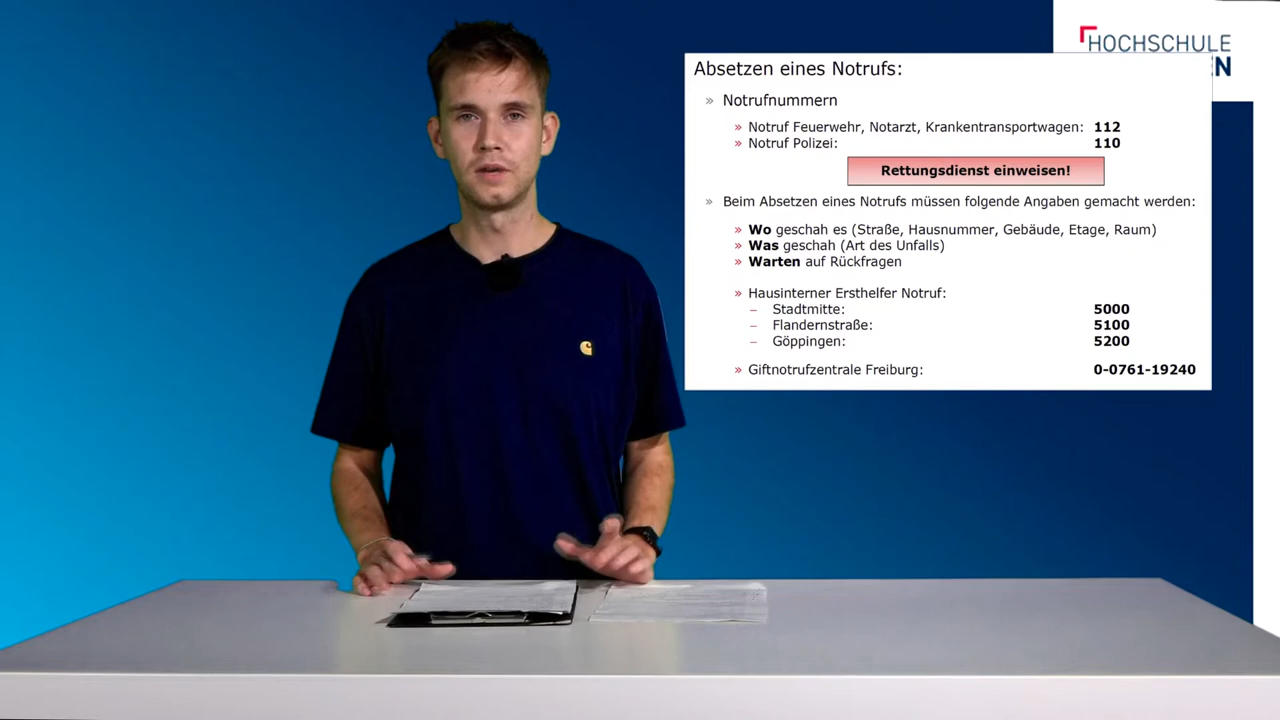 HOCHSCHULE
Absetzen eines Notrufs:
» Notrufnummern
» Notruf Feuerwehr, Notarzt, Krankentransportwagen: 112
» Notruf Polizei: 110
Rettungsdienst einweisen!
» Beim Absetzen eines Notrufs müssen folgende Angaben gemacht werden:
» Wo geschah es (Straße, Hausnummer, Gebäude, Etage, Raum)
» Was geschah (Art des Unfalls)
» Warten auf Rückfragen
» Hausinterner Ersthelfer Notruf:
– Stadtmitte: 5000
– Flandernstraße: 5100
– Göppingen: 5200
» Giftnotrufzentrale Freiburg: 0-0761-19240